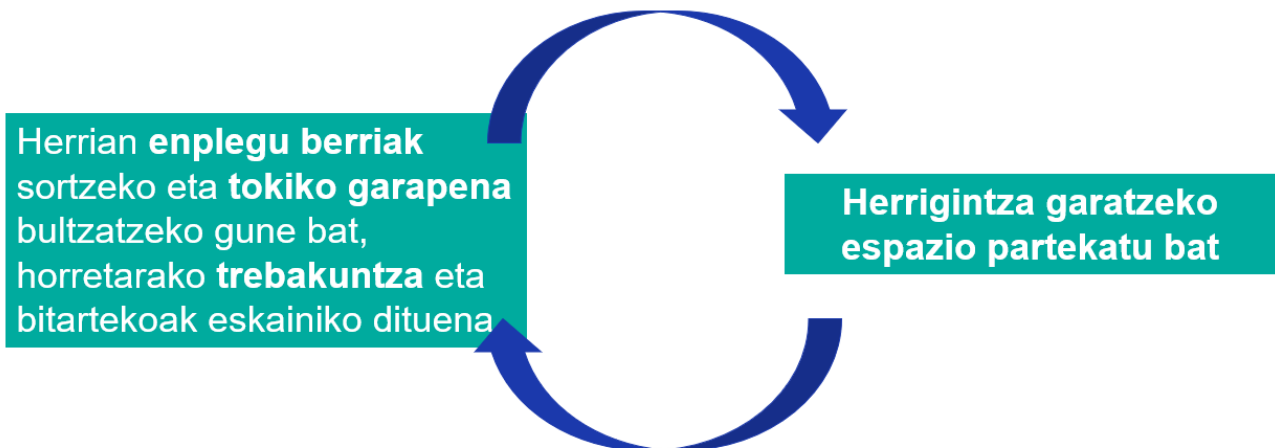 Herrian enplegu berriak
sortzeko eta tokiko garapena
bultzatzeko gune bat,
horretarako trebakuntza eta
bitartekoak eskainiko dituena
Herrigintza garatzeko
espazio partekatu bat